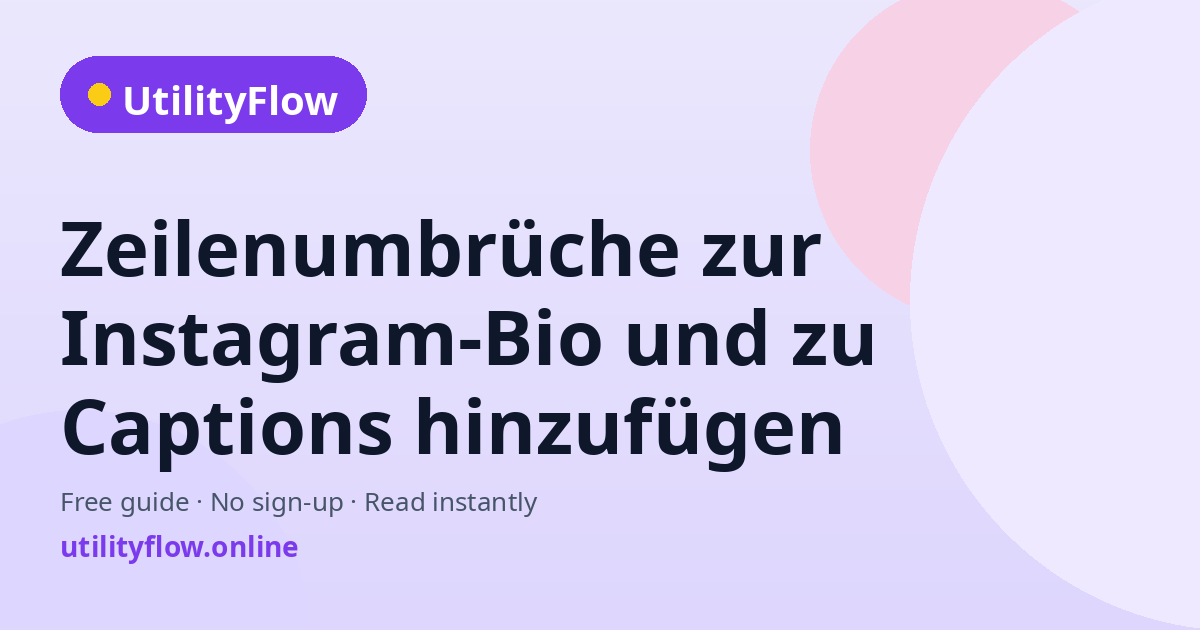 UtilityFlow
Zeilenumbrüche zur
Instagram-Bio und zu
Captions hinzufügen
Free guide · No sign-up · Read instantly
utilityflow.online